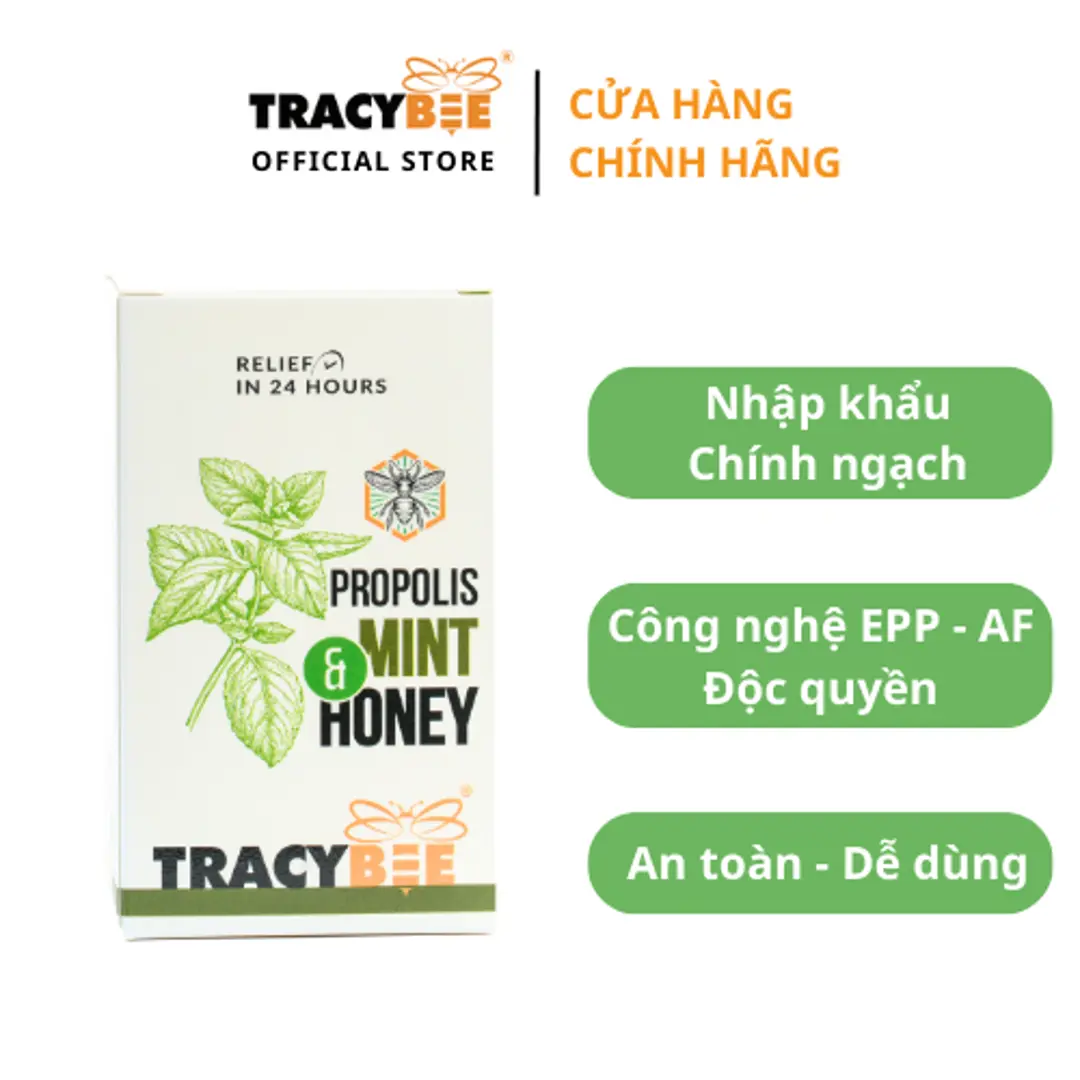 TRACYBEE®
OFFICIAL STORE
CỬA HÀNG
CHÍNH HÃNG
RELIEF
IN 24 HOURS
PROPOLIS
MINT
&
HONEY
TRACYBEE®
Nhập khẩu
Chính ngạch
Công nghệ EPP - AF
Độc quyền
An toàn - Dễ dùng